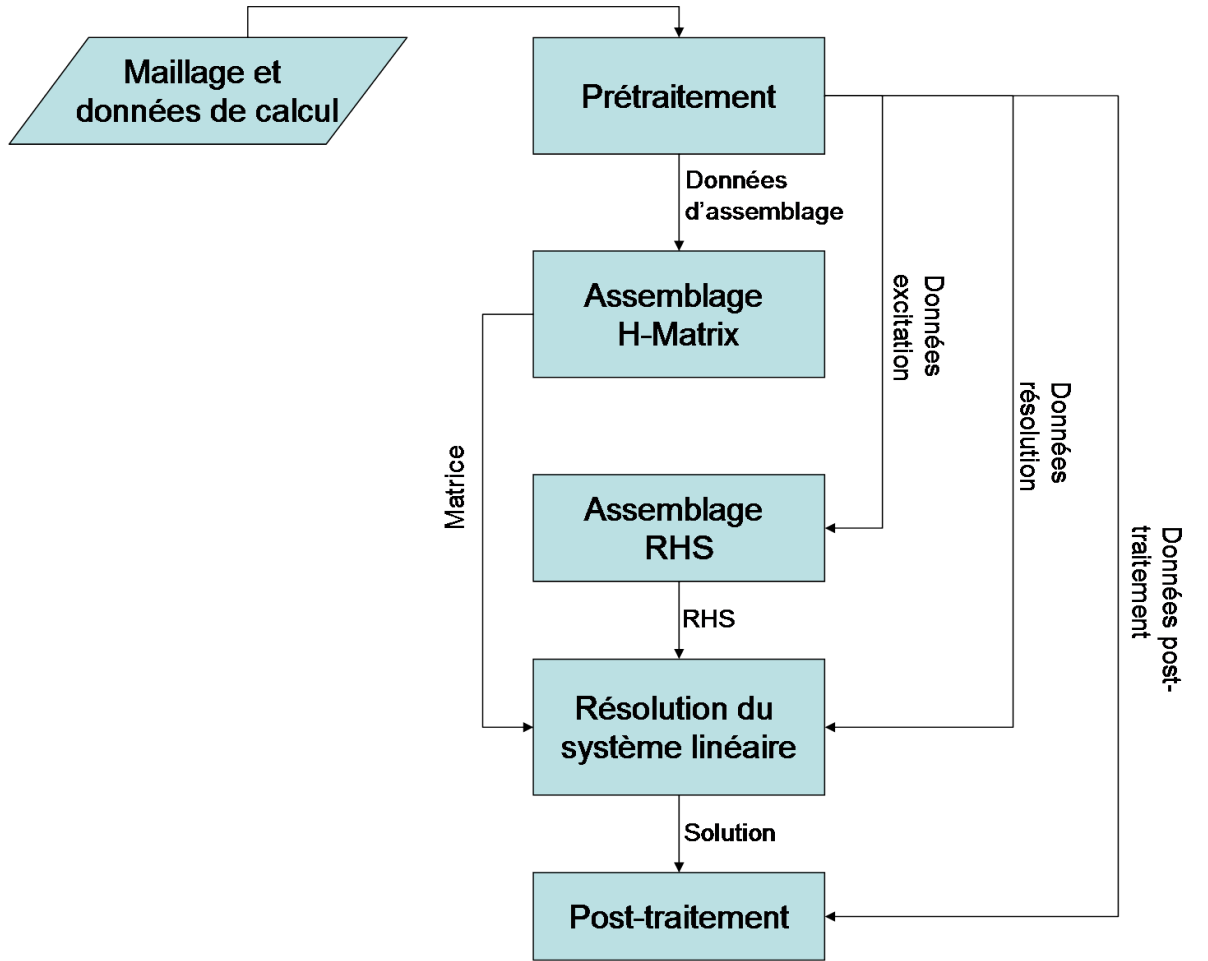 Maillage et
données de calcul
Prétraitement
Données
d'assemblage
Assemblage
H-Matrix
Données
excitation
Données
résolution
Matrice
Assemblage
RHS
Données post-
traitement
RHS
Résolution du
système linéaire
Solution
Post-traitement